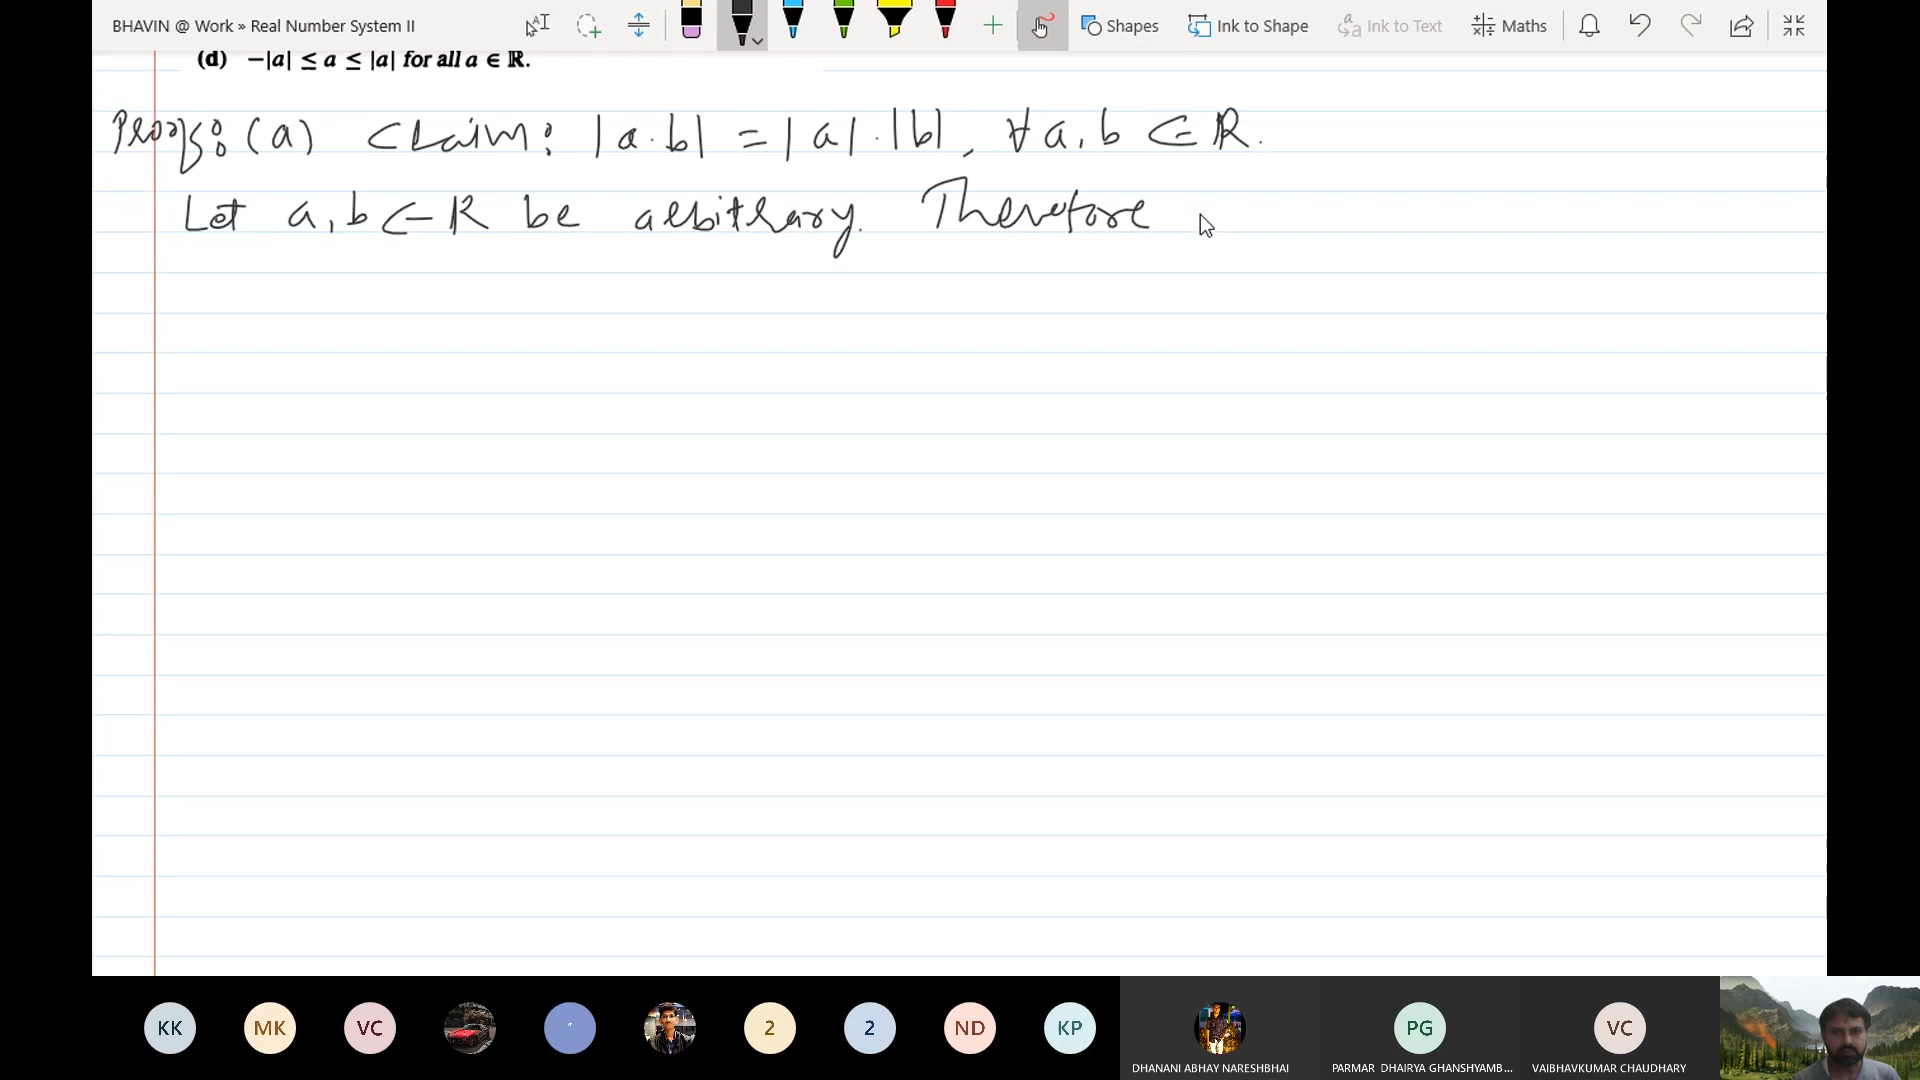 BHAVIN @ Work » Real Number System II
Shapes
Ink to Shape
Ink to Text
Maths
(d) −|a| ≤ a ≤ |a| for all a ∈ ℝ.
Proof: (a) Claim: |a·b| = |a|·|b|, ∀ a, b ∈ ℝ.
Let a, b ∈ ℝ be arbitrary. Therefore
KK
MK
VC
2
2
ND
KP
PG
VC
DHANANI ABHAY NARESHBHAI
PARMAR DHAIRYA GHANSHYAMB...
VAIBHAVKUMAR CHAUDHARY